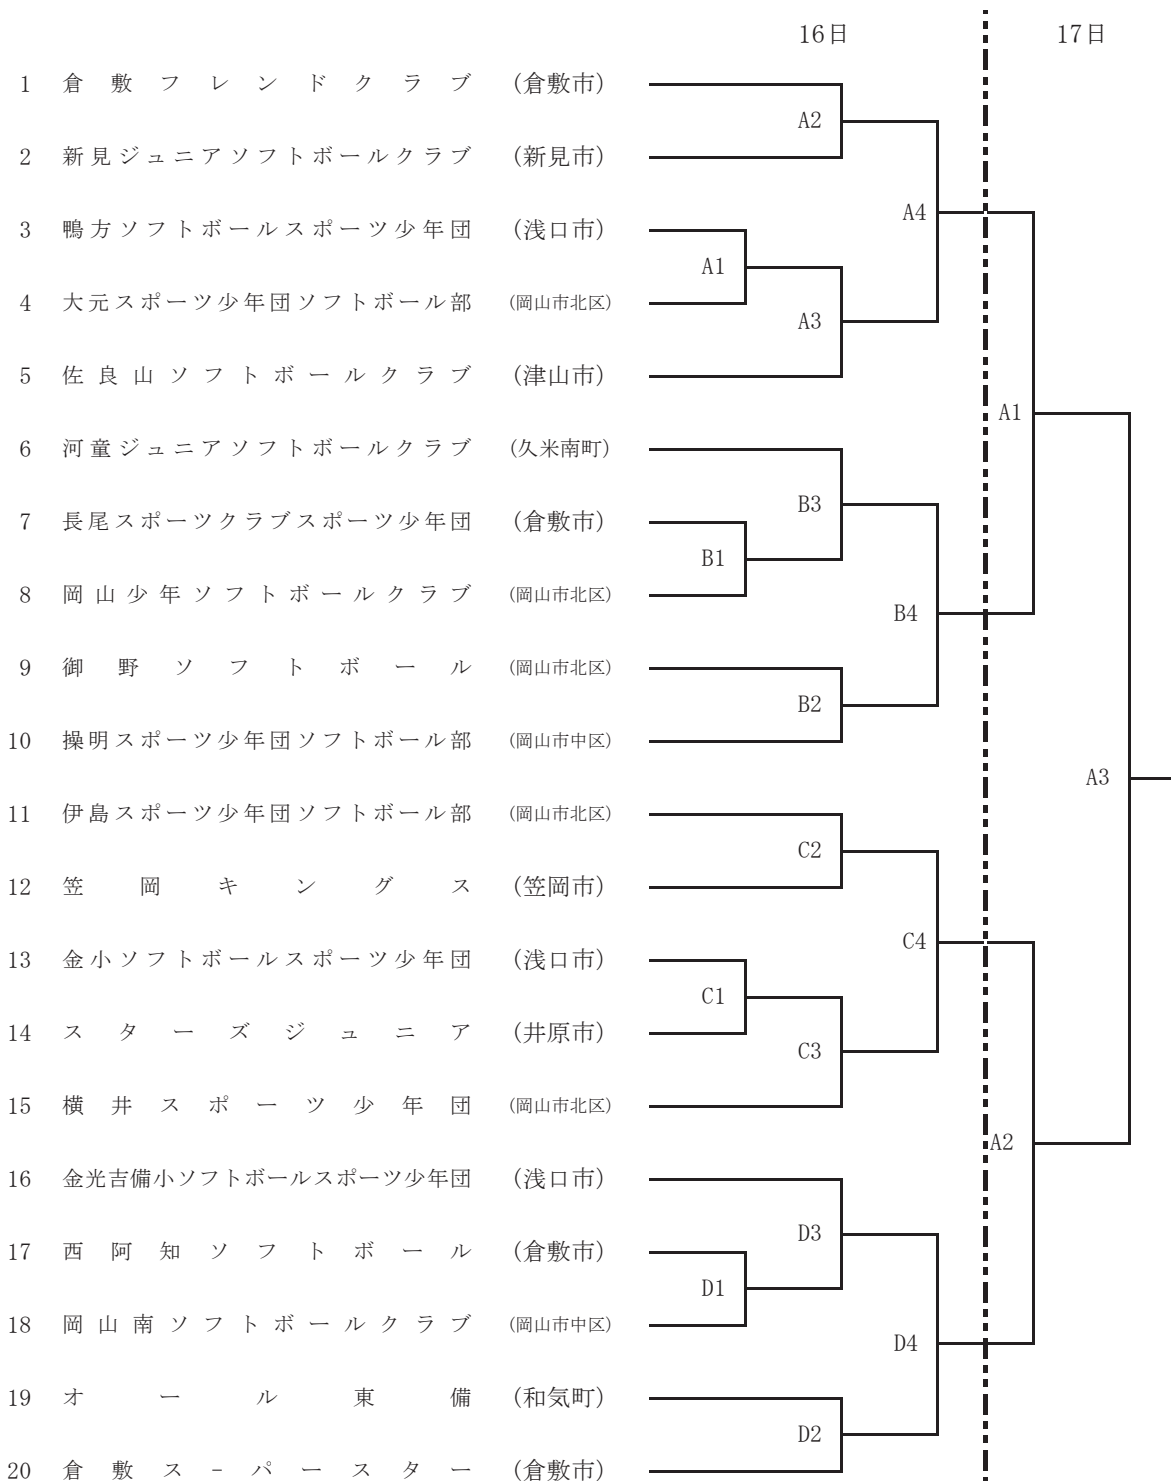 16日 17日
1 倉敷フレンドクラブ (倉敷市)
A2
2 新見ジュニアソフトボールクラブ (新見市)
A4
3 鴨方ソフトボールスポーツ少年団 (浅口市)
A1
4 大元スポーツ少年団ソフトボール部 (岡山市北区)
A3
5 佐良山ソフトボールクラブ (津山市)
A1
6 河童ジュニアソフトボールクラブ (久米南町)
B3
7 長尾スポーツクラブスポーツ少年団 (倉敷市)
B1
8 岡山少年ソフトボールクラブ (岡山市北区)
B4
9 御野ソフトボール (岡山市北区)
B2
10 操明スポーツ少年団ソフトボール部 (岡山市中区)
A3
11 伊島スポーツ少年団ソフトボール部 (岡山市北区)
C2
12 笠岡キングス (笠岡市)
C4
13 金小ソフトボールスポーツ少年団 (浅口市)
C1
14 スターズジュニア (井原市)
C3
15 横井スポーツ少年団 (岡山市北区)
A2
16 金光吉備小ソフトボールスポーツ少年団 (浅口市)
D3
17 西阿知ソフトボール (倉敷市)
D1
18 岡山南ソフトボールクラブ (岡山市中区)
D4
19 オール東備 (和気町)
D2
20 倉敷ス-パースター (倉敷市)